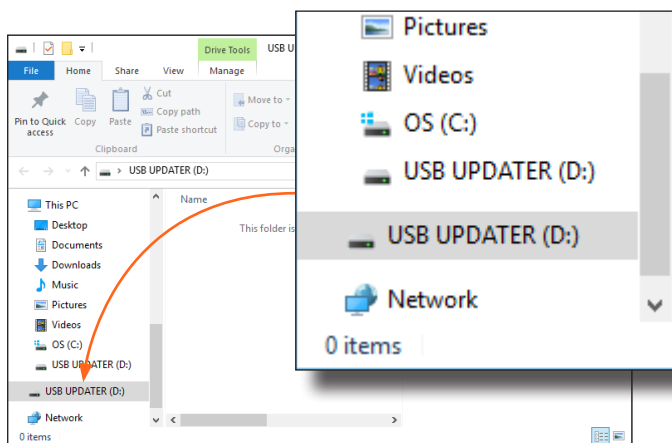 Drive Tools USB U
File Home Share View Manage
Pin to Quick access
Copy
Paste
Cut
Copy path
Paste shortcut
Move to
Copy to
Clipboard
Orga
USB UPDATER (D:)
This PC
Desktop
Documents
Downloads
Music
Pictures
Videos
OS (C:)
USB UPDATER (D:)
USB UPDATER (D:)
Network
0 items
Name
This folder is
Pictures
Videos
OS (C:)
USB UPDATER (D:)
USB UPDATER (D:)
Network
0 items